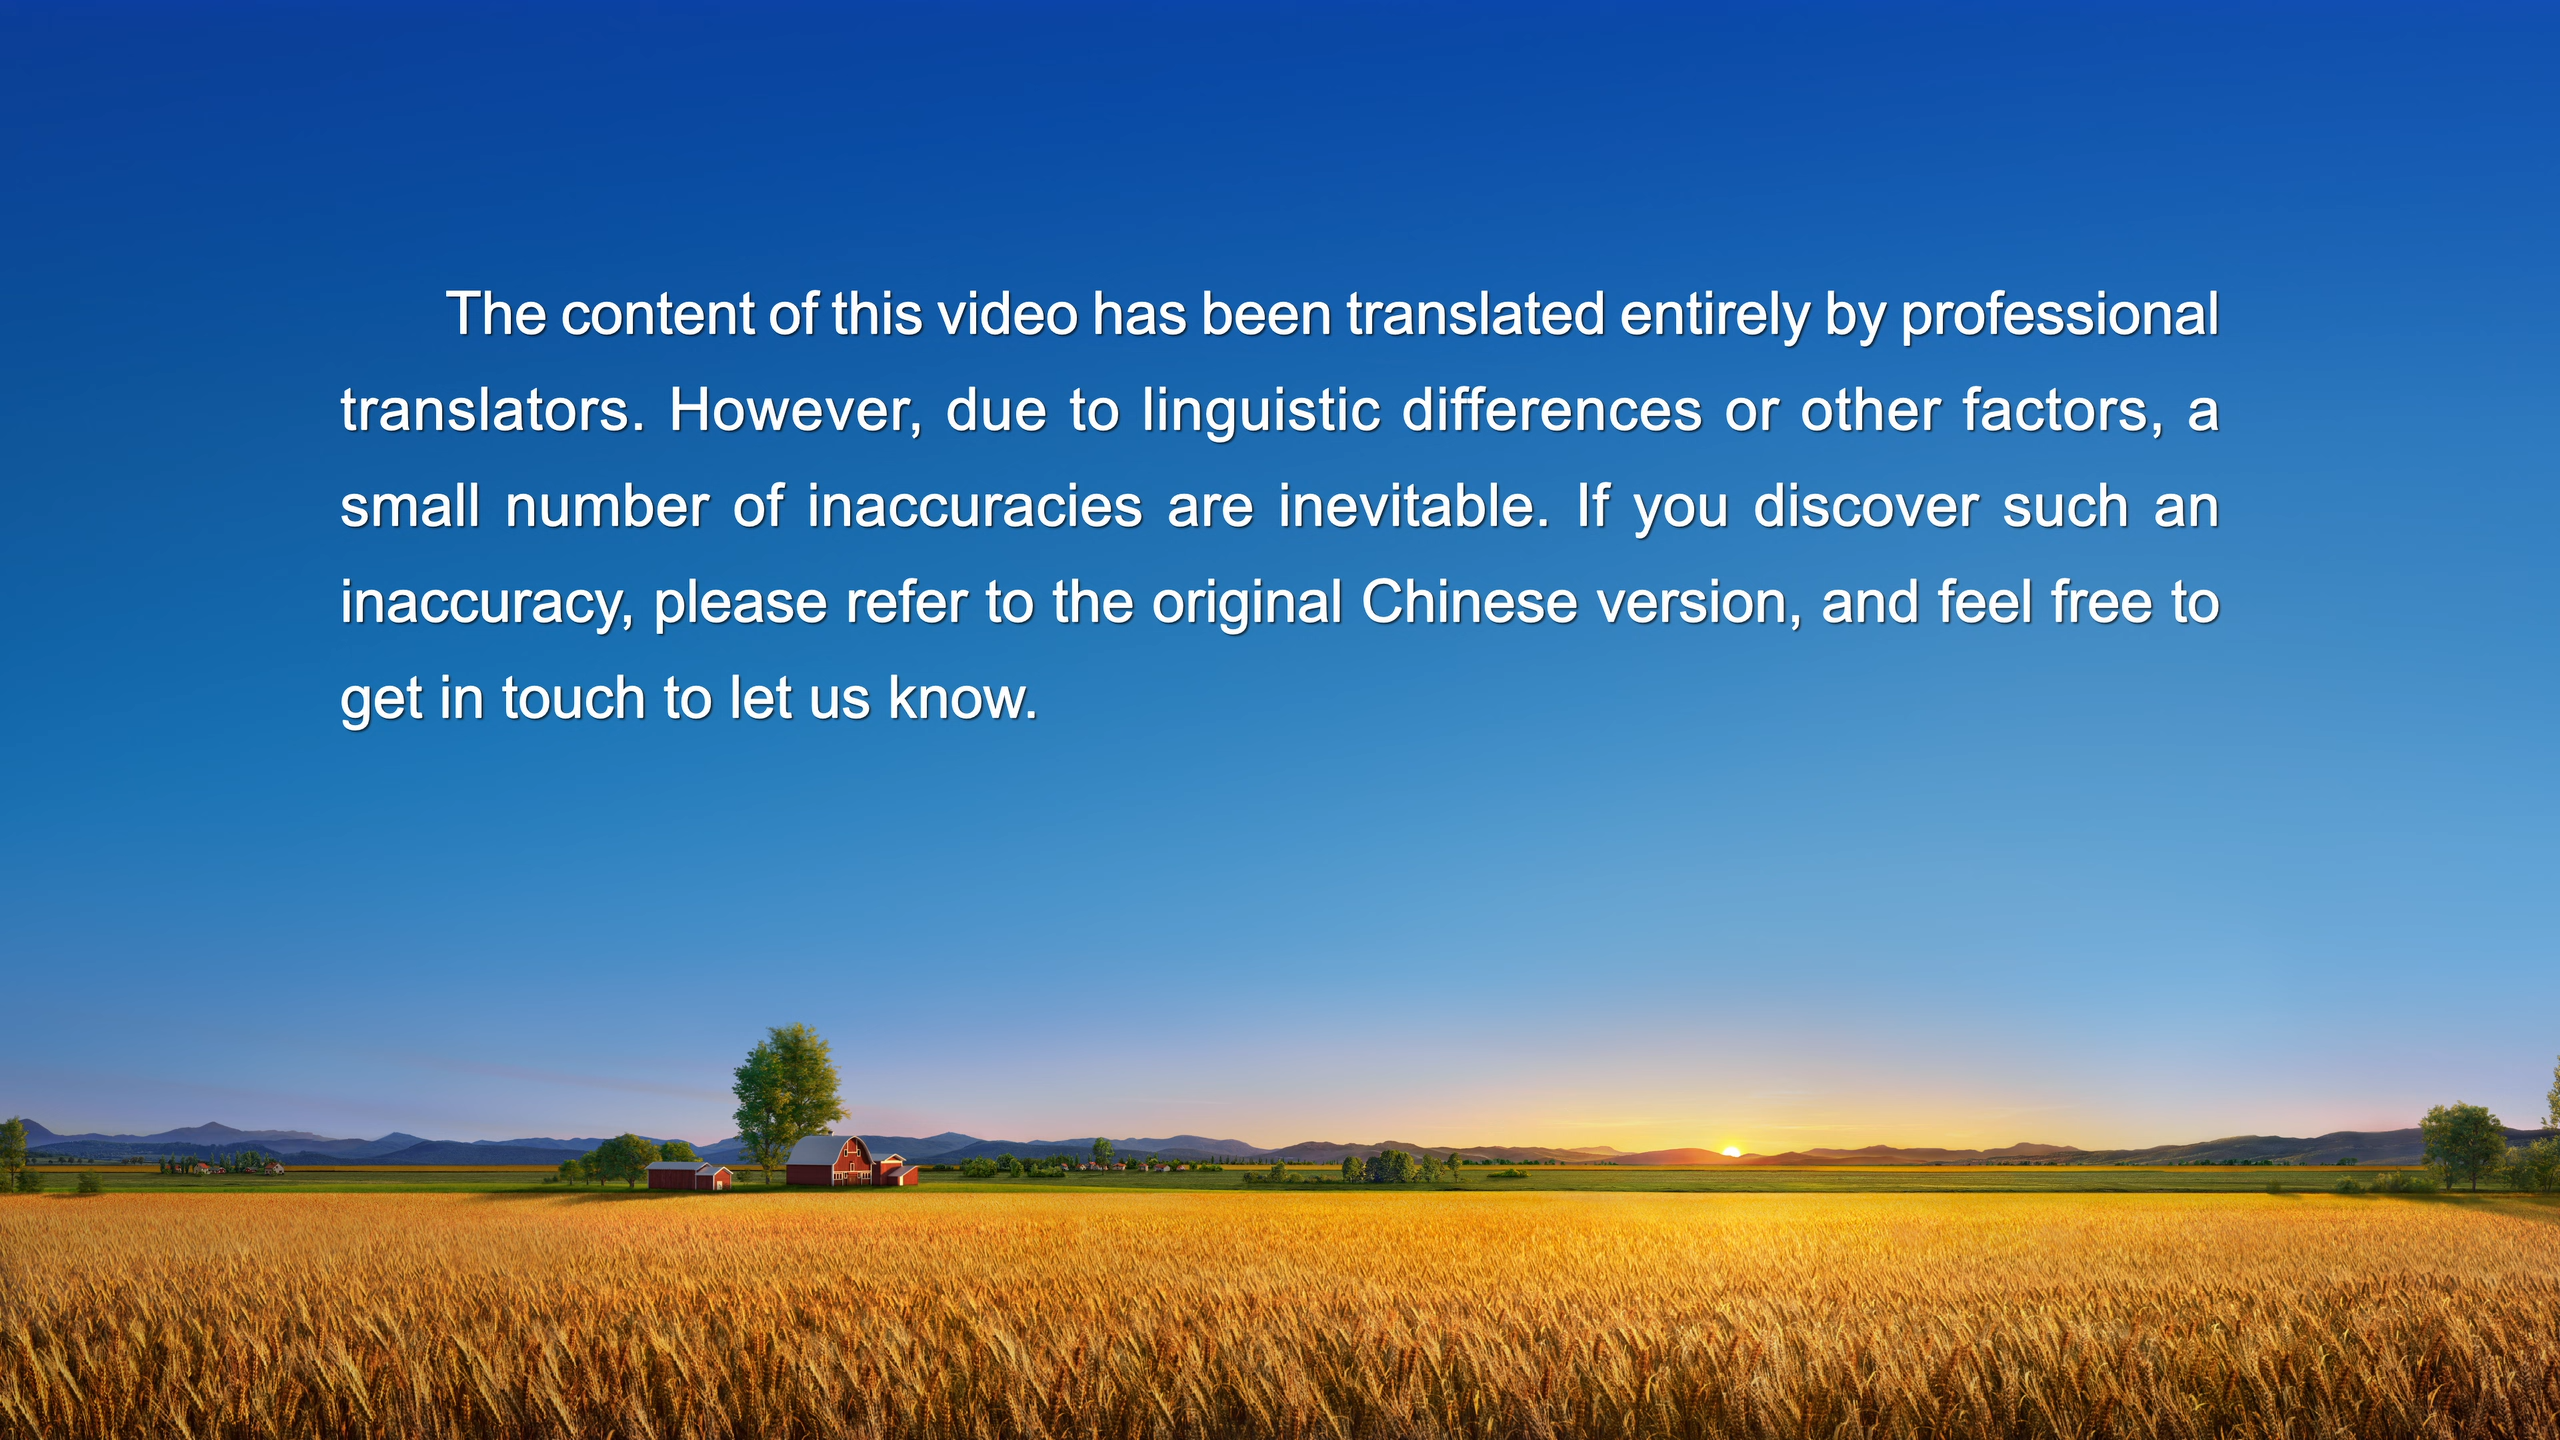 The content of this video has been translated entirely by professional
translators. However, due to linguistic differences or other factors, a
small number of inaccuracies are inevitable. If you discover such an
inaccuracy, please refer to the original Chinese version, and feel free to
get in touch to let us know.